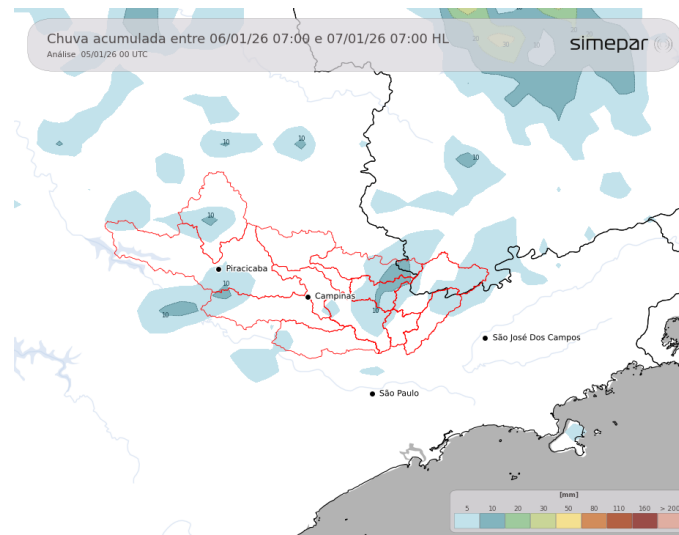 Chuva acumulada entre 06/01/26 07:00 e 07/01/26 07:00 HL
Análise 05/01/26 00 UTC
simepar
30
10
10
10
10
10
Piracicaba
10
Campinas
10
10
São José Dos Campos
São Paulo
[mm]
5 10 20 30 50 80 110 160 > 200